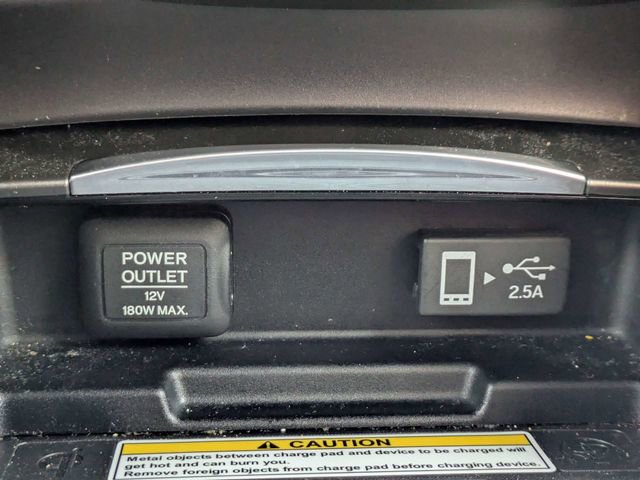 POWER
OUTLET
12V
180W MAX.
2.5A
CAUTION
Metal objects between charge pad and device to be charged will
get hot and can burn you.
Remove foreign objects from charge pad before charging device.